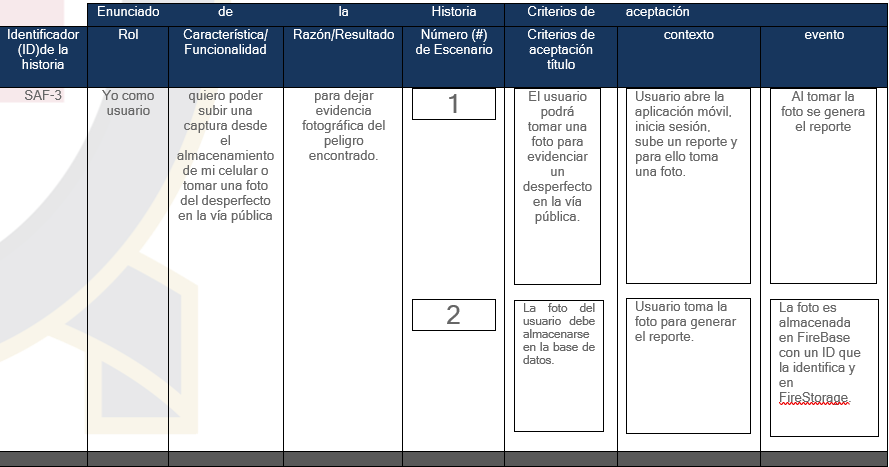 Enunciado de la Historia
Criterios de aceptación
Identificador
(ID)de la
historia
Rol
Característica/
Funcionalidad
Razón/Resultado
Número (#)
de Escenario
Criterios de
aceptación
título
contexto
evento
SAF-3
Yo como
usuario
quiero poder
subir una
captura desde
el
almacenamiento
de mi celular o
tomar una foto
del desperfecto
en la vía pública
para dejar
evidencia
fotográfica del
peligro
encontrado.
1
El usuario
podrá
tomar una
foto para
evidenciar
un
desperfecto
en la vía
pública.
Usuario abre la
aplicación móvil,
inicia sesión,
sube un reporte y
para ello toma
una foto.
Al tomar la
foto se genera
el reporte
2
La foto del
usuario debe
almacenarse
en la base de
datos.
Usuario toma la
foto para generar
el reporte.
La foto es
almacenada
en FireBase
con un ID que
la identifica y
en
FireStorage.